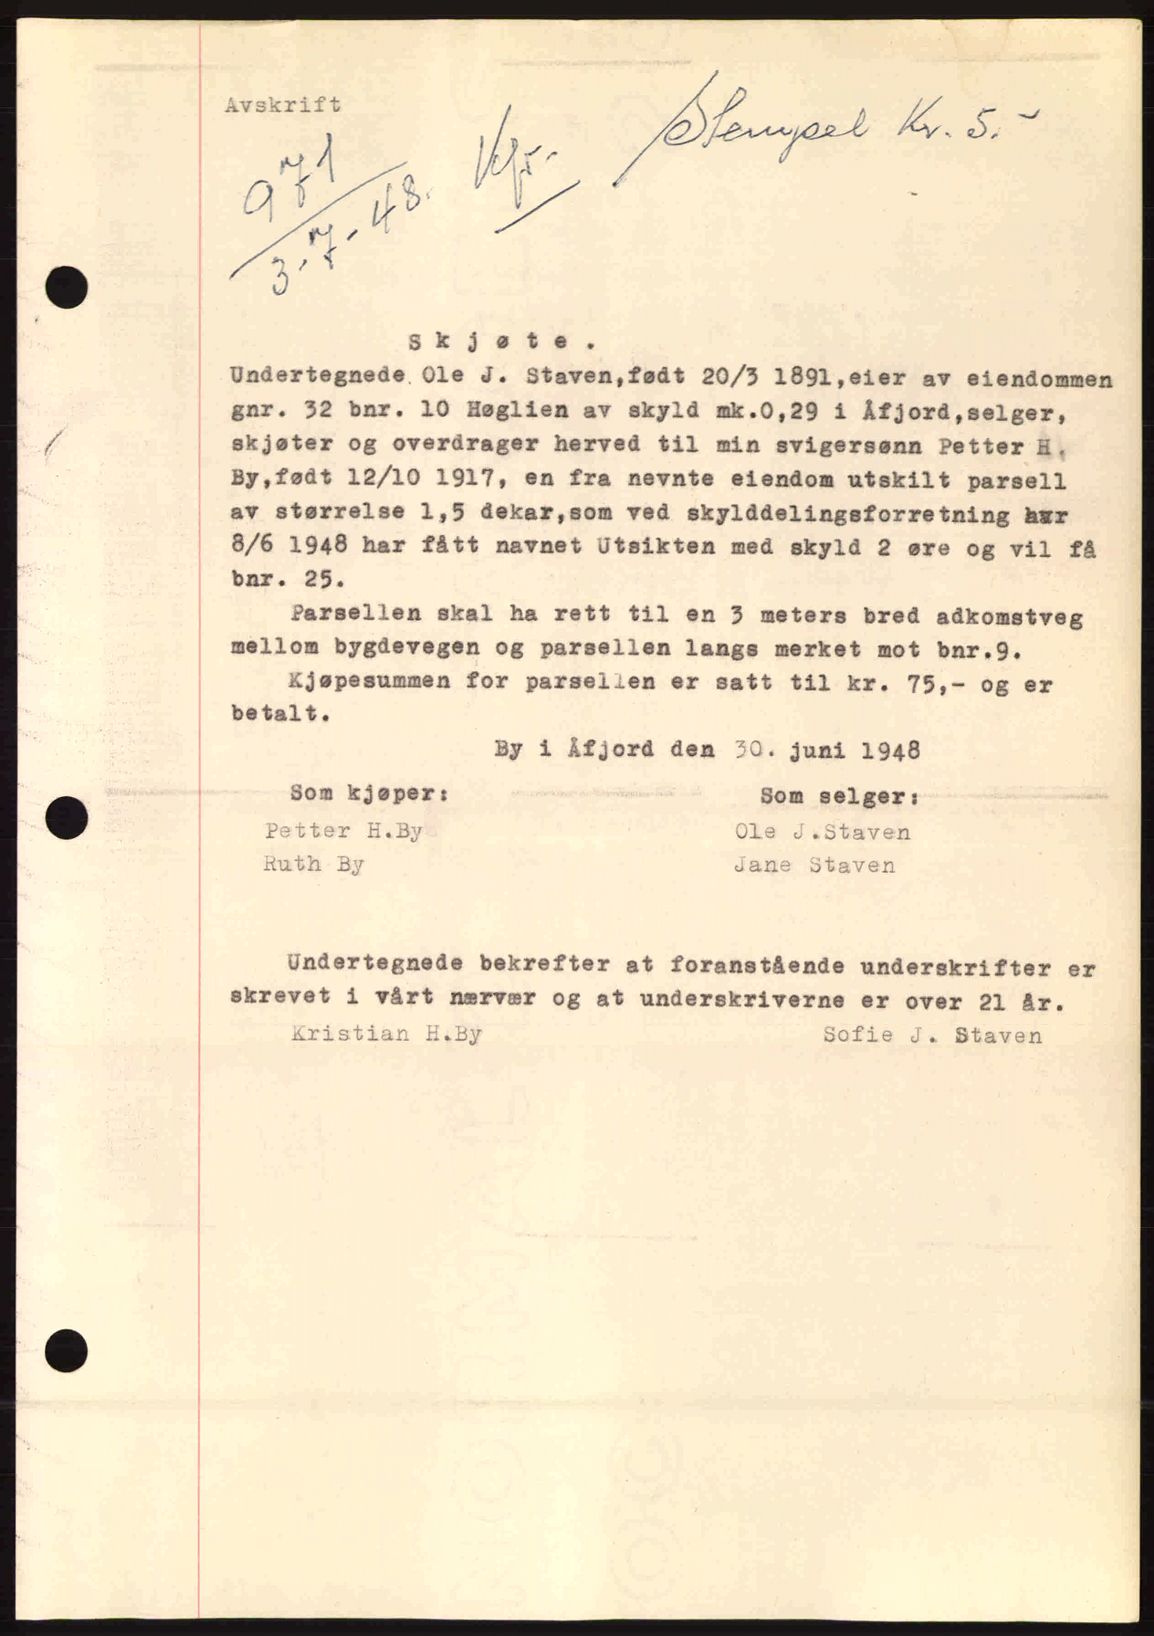 Avskrift
Stempel Kr. 5.-
971
3-7-48.
Skjøte.
Undertegnede Ole J. Staven,født 20/3 1891,eier av eiendommen
gnr. 32 bnr. 10 Høglien av skyld mk.0,29 i Åfjord,selger,
skjøter og overdrager herved til min svigersønn Petter H.
By,født 12/10 1917, en fra nevnte eiendom utskilt parsell
av størrelse 1,5 dekar,som ved skylddelingsforretning
8/6 1948 har fått navnet Utsikten med skyld 2 øre og vil få
bnr. 25.
Parsellen skal ha rett til en 3 meters bred adkomstveg
mellom bygdevegen og parsellen langs merket mot bnr.9.
Kjøpesummen for parsellen er satt til kr. 75,- og er
betalt.
By i Åfjord den 30. juni 1948
Som kjøper: Som selger:
Petter H.By Ole J.Staven
Ruth By Jane Staven
Undertegnede bekrefter at foranstående underskrifter er
skrevet i vårt nærvær og at underskriverne er over 21 år.
Kristian H.By Sofie J. Staven